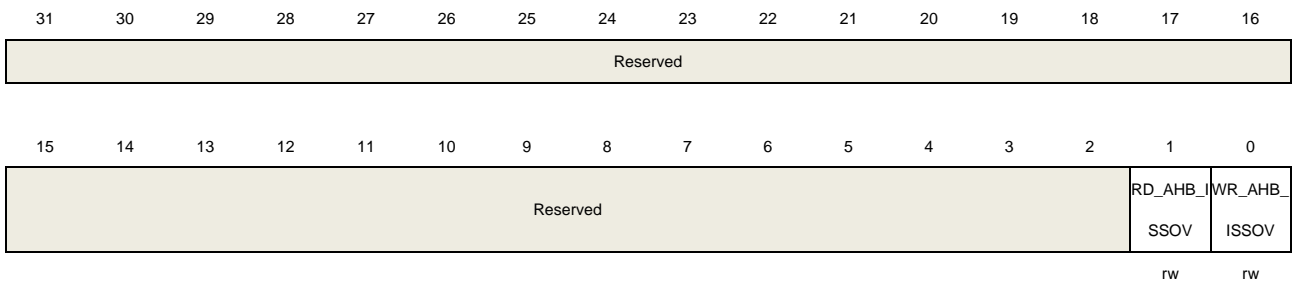 31 30 29 28 27 26 25 24 23 22 21 20 19 18 17 16
Reserved
15 14 13 12 11 10 9 8 7 6 5 4 3 2 1 0
Reserved
RD_AHB_I
SSOV
WR_AHB_
ISSOV
rw rw